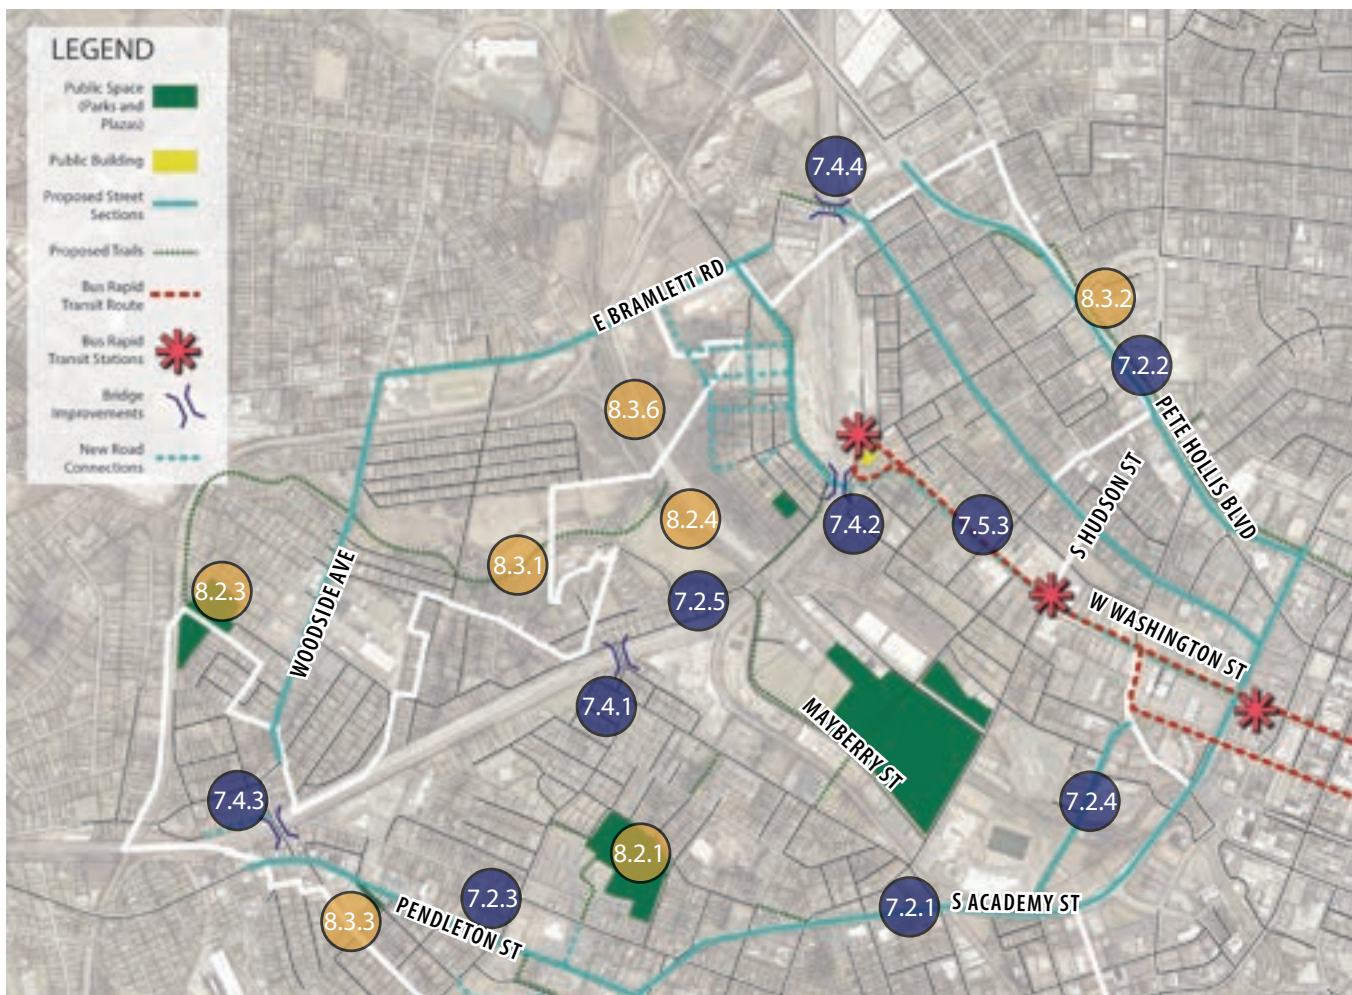 LEGEND
Public Space
(Parks and
Plazas)
Public Building
Proposed Street
Sections
Proposed Trails
Bus Rapid
Transit Route
Bus Rapid
Transit Stations
Bridge
Improvements
New Road
Connections
7.4.4
E BRAMLETT RD
8.3.2
7.2.2
PETE HOLLIS BLVD
8.3.6
S HUDSON ST
8.2.4
7.4.2
7.5.3
8.3.1
8.2.3
7.2.5
WOODSIDE AVE
W WASHINGTON ST
7.4.1
MAYBERRY ST
7.4.3
7.2.4
8.2.1
7.2.3
7.2.1
S ACADEMY ST
8.3.3
PENDLETON ST